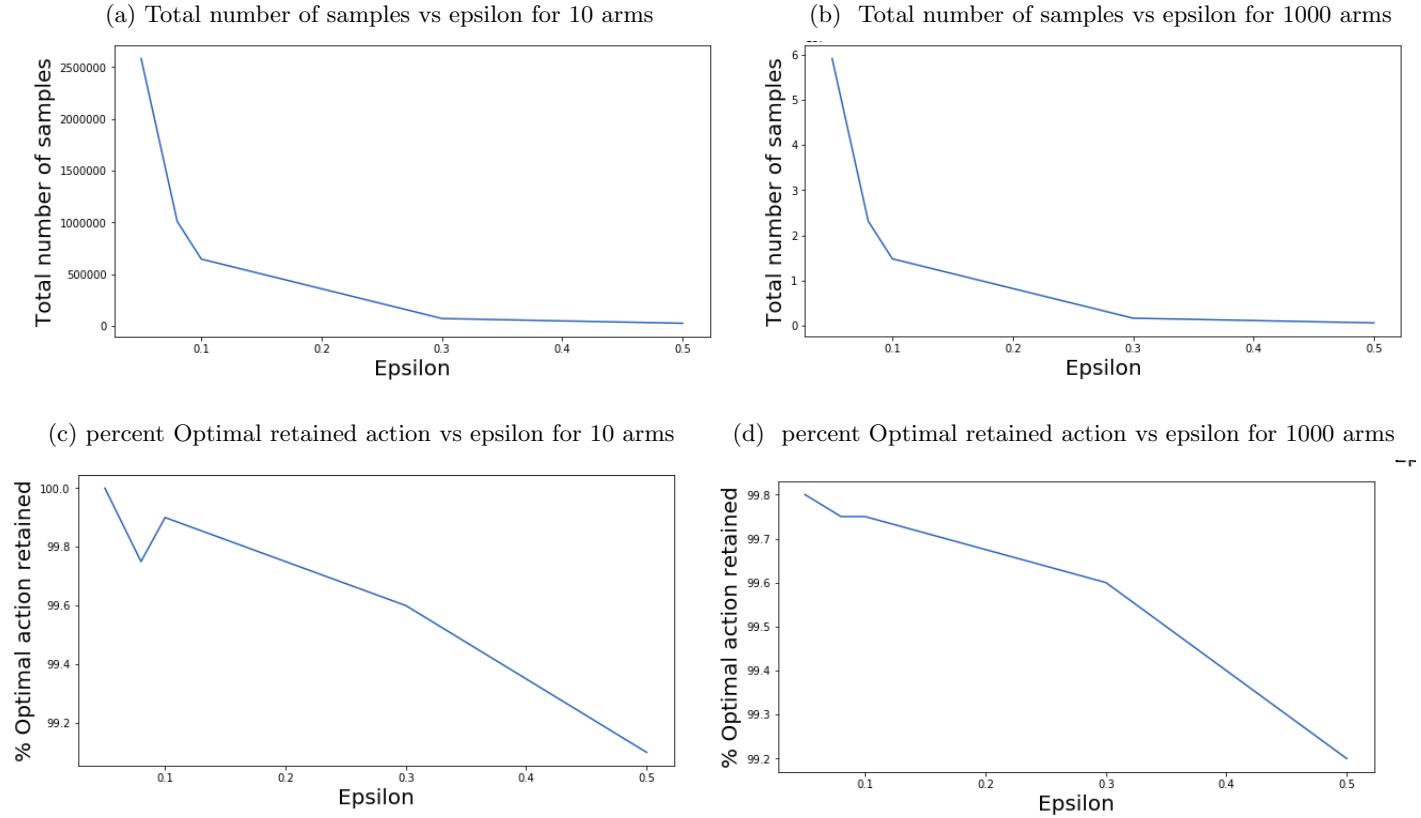 (a) Total number of samples vs epsilon for 10 arms
Total number of samples
2500000
2000000
1500000
1000000
500000
0
0.1 0.2 0.3 0.4 0.5
Epsilon
(b) Total number of samples vs epsilon for 1000 arms
Total number of samples
6
5
4
3
2
1
0
0.1 0.2 0.3 0.4 0.5
Epsilon
(c) percent Optimal retained action vs epsilon for 10 arms
% Optimal action retained
100.0
99.8
99.6
99.4
99.2
0.1 0.2 0.3 0.4 0.5
Epsilon
(d) percent Optimal retained action vs epsilon for 1000 arms
% Optimal action retained
99.8
99.7
99.6
99.5
99.4
99.3
99.2
0.1 0.2 0.3 0.4 0.5
Epsilon